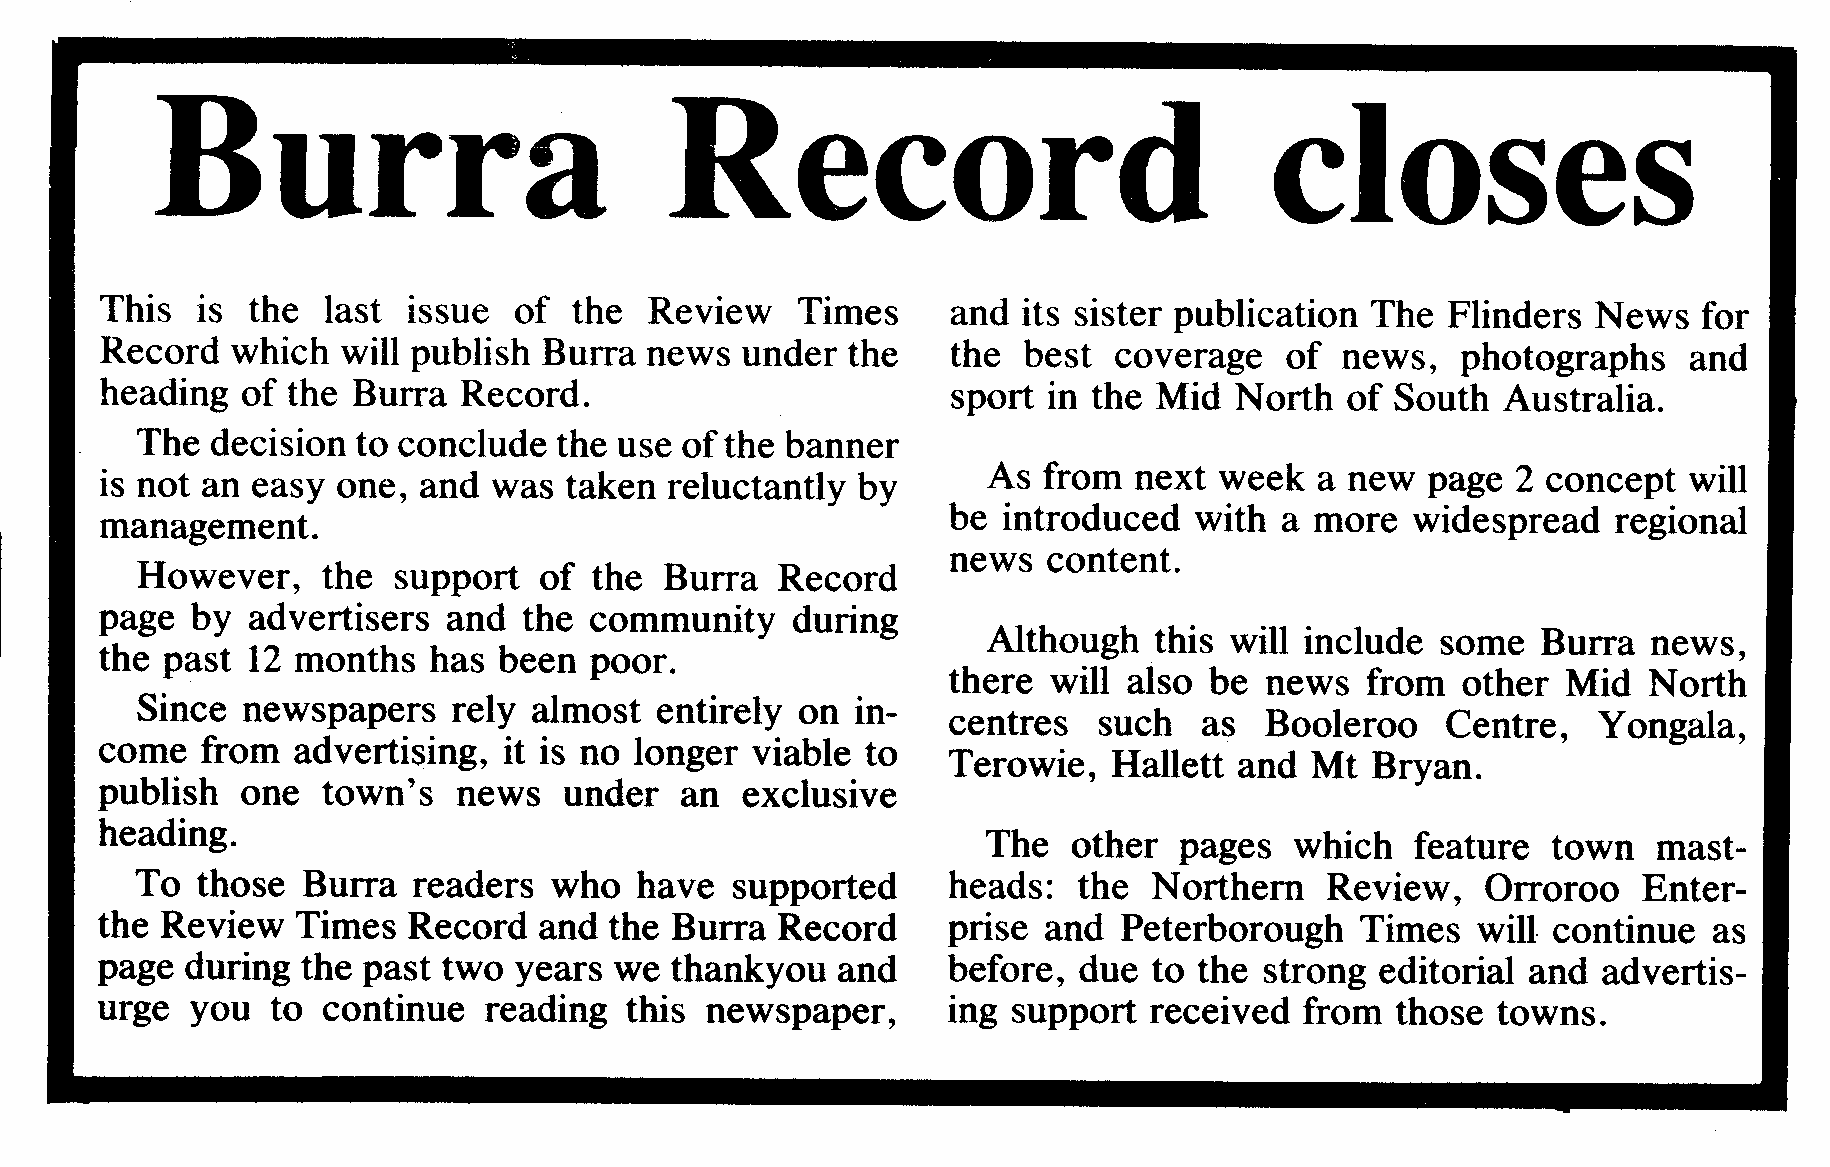 Burra Record closes
This is the last issue of the Review Times
Record which will publish Burra news under the
heading of the Burra Record.
The decision to conclude the use of the banner
is not an easy one, and was taken reluctantly by
management.
However, the support of the Burra Record
page by advertisers and the community during
the past 12 months has been poor.
Since newspapers rely almost entirely on in-
come from advertising, it is no longer viable to
publish one town's news under an exclusive
heading.
To those Burra readers who have supported
the Review Times Record and the Burra Record
page during the past two years we thankyou and
urge you to continue reading this newspaper,
and its sister publication The Flinders News for
the best coverage of news, photographs and
sport in the Mid North of South Australia.
As from next week a new page 2 concept will
be introduced with a more widespread regional
news content.
Although this will include some Burra news,
there will also be news from other Mid North
centres such as Booleroo Centre, Yongala,
Terowie, Hallett and Mt Bryan.
The other pages which feature town mast-
heads: the Northern Review, Orroroo Enter-
prise and Peterborough Times will continue as
before, due to the strong editorial and advertis-
ing support received from those towns.